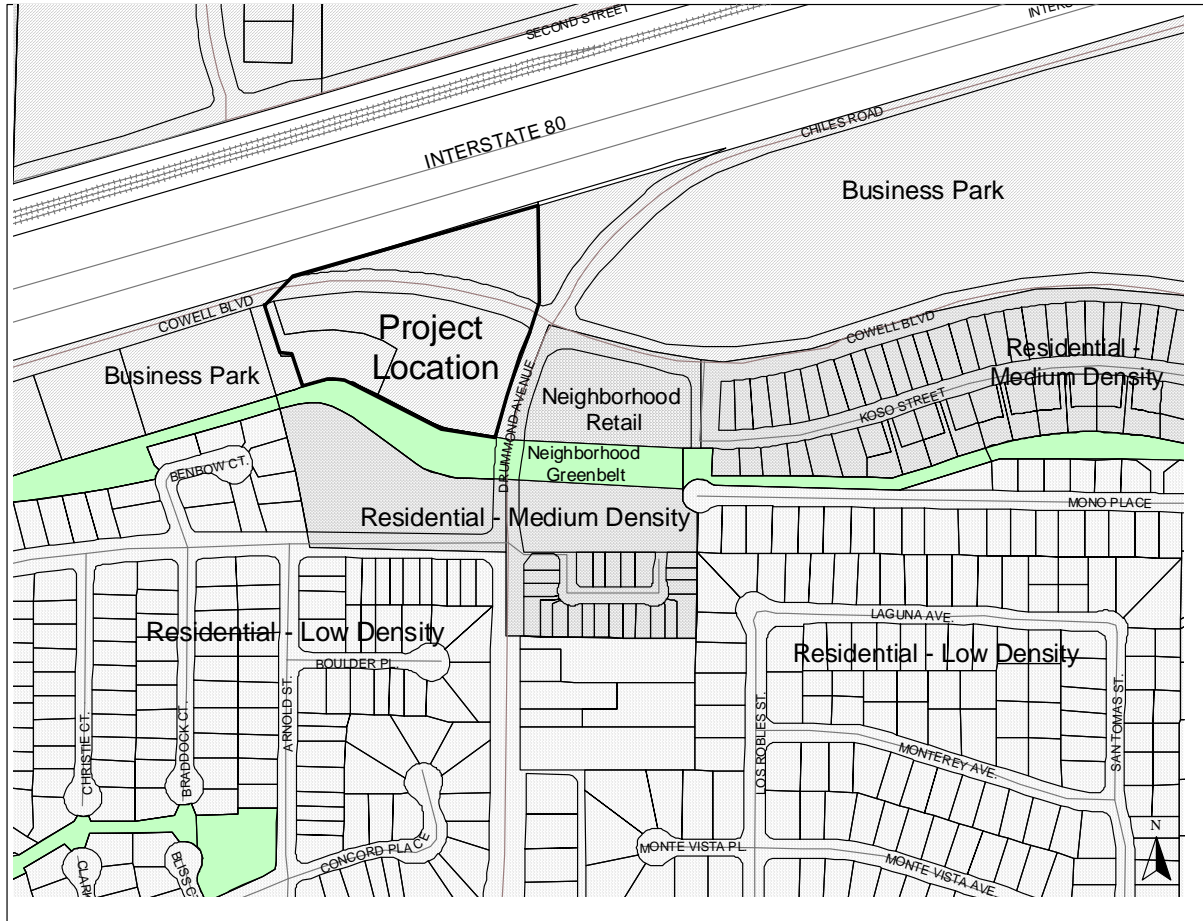 SECOND STREET
INTERS
INTERSTATE 80
CHILES ROAD
Business Park
COWELL BLVD
Project
Location
COWELL BLVD
Residential -
Medium Density
Business Park
DRUMMOND AVENUE
Neighborhood
Retail
KOSO STREET
Neighborhood
Greenbelt
BENBOW CT.
MONO PLACE
Residential - Medium Density
LAGUNA AVE.
Residential - Low Density
Residential - Low Density
BOULDER PL.
CHRISTIE CT.
BRADDOCK CT.
ARNOLD ST.
LOS ROBLES ST.
SAN TOMAS ST.
MONTEREY AVE.
CONCORD PLACE
MONTE VISTA PL.
MONTE VISTA AVE.
CLAR
BLISS C
N